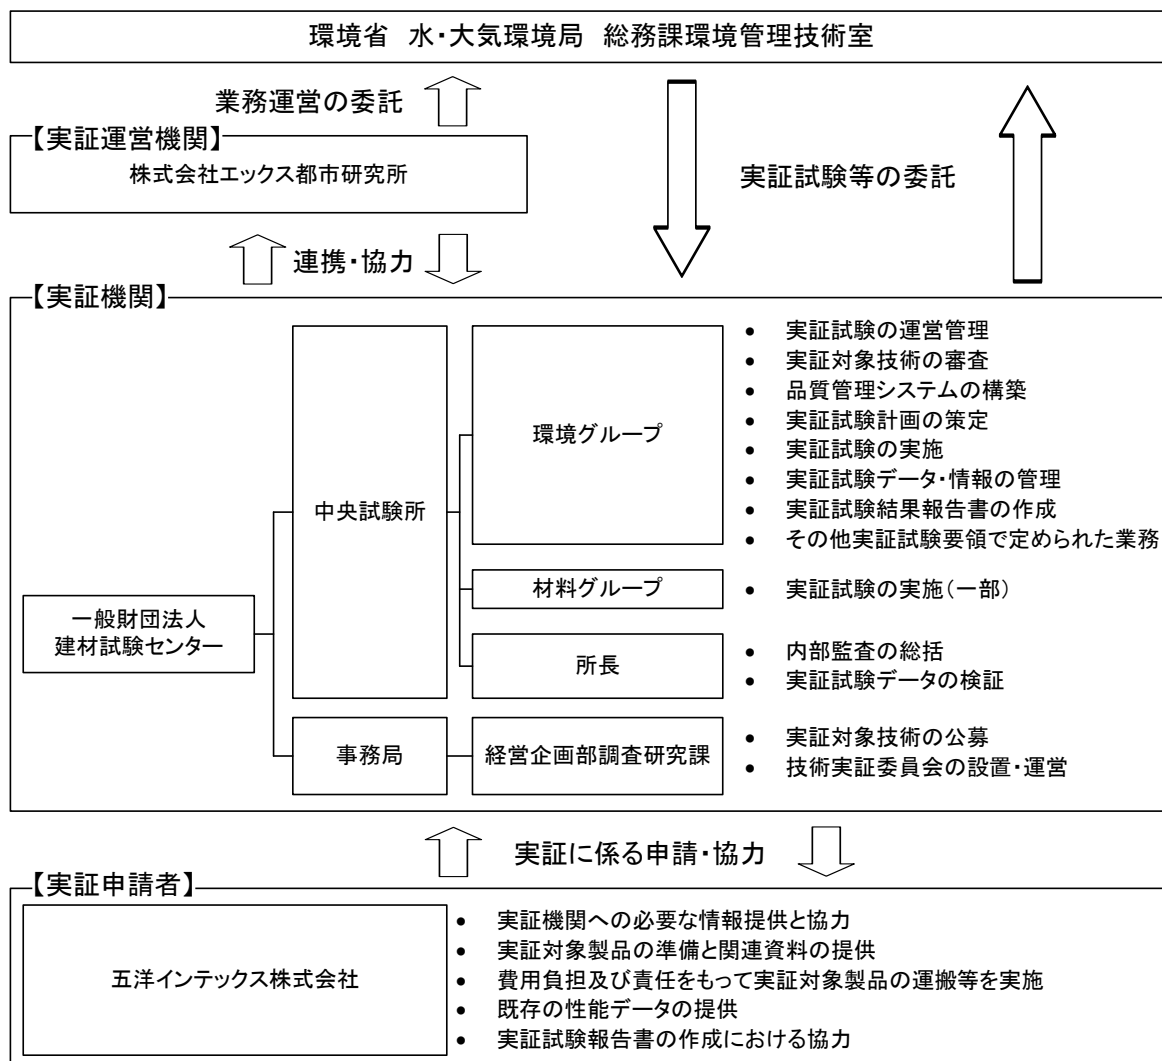 環境省 水・大気環境局 総務課環境管理技術室
業務運営の委託
【実証運営機関】
株式会社エックス都市研究所
実証試験等の委託
連携・協力
【実証機関】
一般財団法人
建材試験センター
中央試験所
環境グループ
• 実証試験の運営管理
• 実証対象技術の審査
• 品質管理システムの構築
• 実証試験計画の策定
• 実証試験の実施
• 実証試験データ・情報の管理
• 実証試験結果報告書の作成
• その他実証試験要領で定められた業務
材料グループ
• 実証試験の実施(一部)
所長
• 内部監査の総括
• 実証試験データの検証
事務局
経営企画部調査研究課
• 実証対象技術の公募
• 技術実証委員会の設置・運営
実証に係る申請・協力
【実証申請者】
五洋インテックス株式会社
• 実証機関への必要な情報提供と協力
• 実証対象製品の準備と関連資料の提供
• 費用負担及び責任をもって実証対象製品の運搬等を実施
• 既存の性能データの提供
• 実証試験報告書の作成における協力